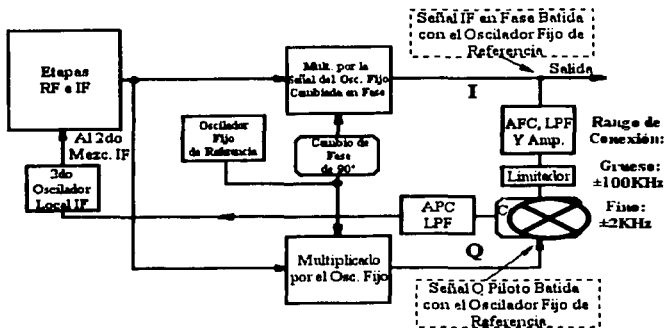 Señal IF en Fase Batida
con el Oscilador Fijo de
Referencia
Etapas
RF e IF
Mult. por la
Señal del Osc. Fijo
Cambiada en Fase
Salida
I
Oscilador
Fijo
de Referencia
AFC, LPF
Y Amp.
Rango de
Conexión:
Al 2do
Mezc. IF
Cambio de
Fase
de 90°
Grueso:
±100KHz
Limitador
2do
Oscilador
Local IF
APC
LPF
C
Fino:
±2KHz
Q
Multiplicado
por el Osc. Fijo
Señal Q Piloto Batida
con el Oscilador Fijo de
Referencia